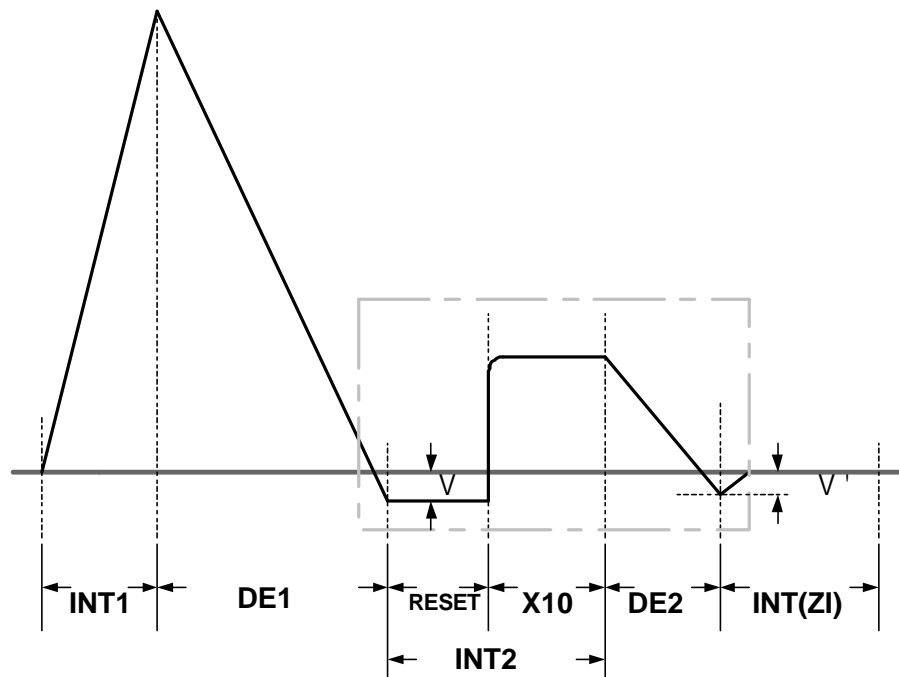 V
V'
INT1
DE1
RESET
X10
DE2
INT(ZI)
INT2